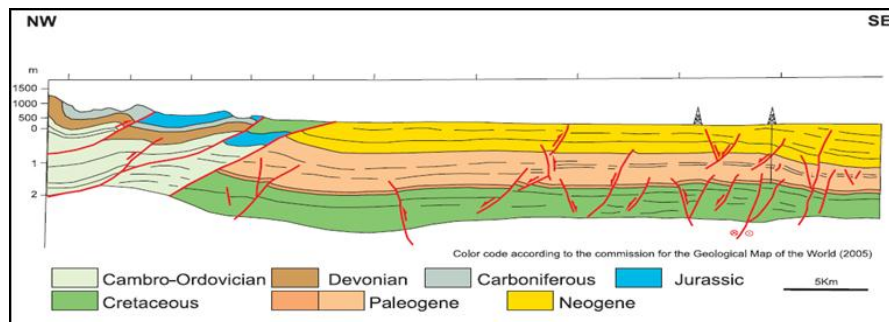 NW SE
m
1500
1000
500
0
1
2
Color code according to the commission for the Geological Map of the World (2005)
Cambro-Ordovician Devonian Carboniferous Jurassic
Cretaceous Paleogene Neogene 5Km